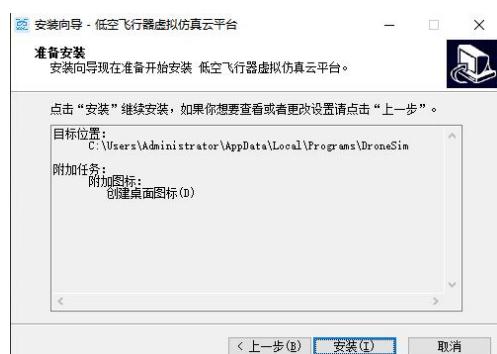 安装向导 - 低空飞行器虚拟仿真云平台
准备安装
安装向导现在准备开始安装 低空飞行器虚拟仿真云平台。
点击“安装”继续安装，如果你想要查看或者更改设置请点击“上一步”。
目标位置：
C:\Users\Administrator\AppData\Local\Programs\DroneSim
附加任务：
附加图标：
创建桌面图标(D)
< 上一步(B) 安装(I) 取消